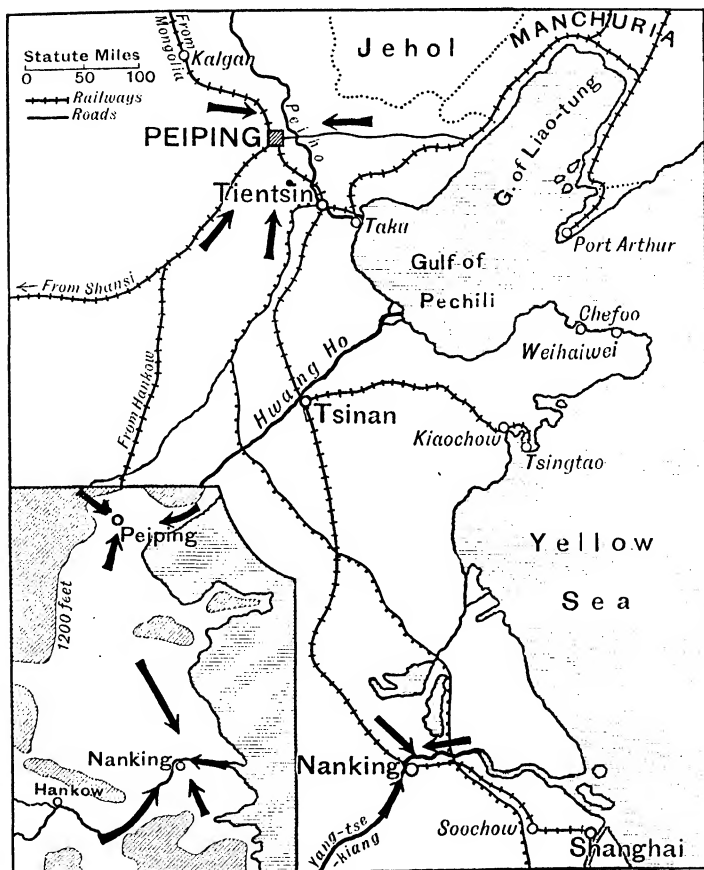 From
Mongolia
Kalgan
Jehol
MANCHURIA
Statute Miles
0 50 100
Railways
Roads
Peiho
PEIPING
G. of Liao-tung
Tientsin
Taku
Port Arthur
Gulf of
Pechili
← From Shansi
Chefoo
Weihaiwei
Hwang Ho
From Hankow
Tsinan
Kiaochow
Tsingtao
Yellow
Sea
Peiping
1200 feet
Nanking
Hankow
Nanking
Yang-tse
-kiang
Soochow
Shanghai